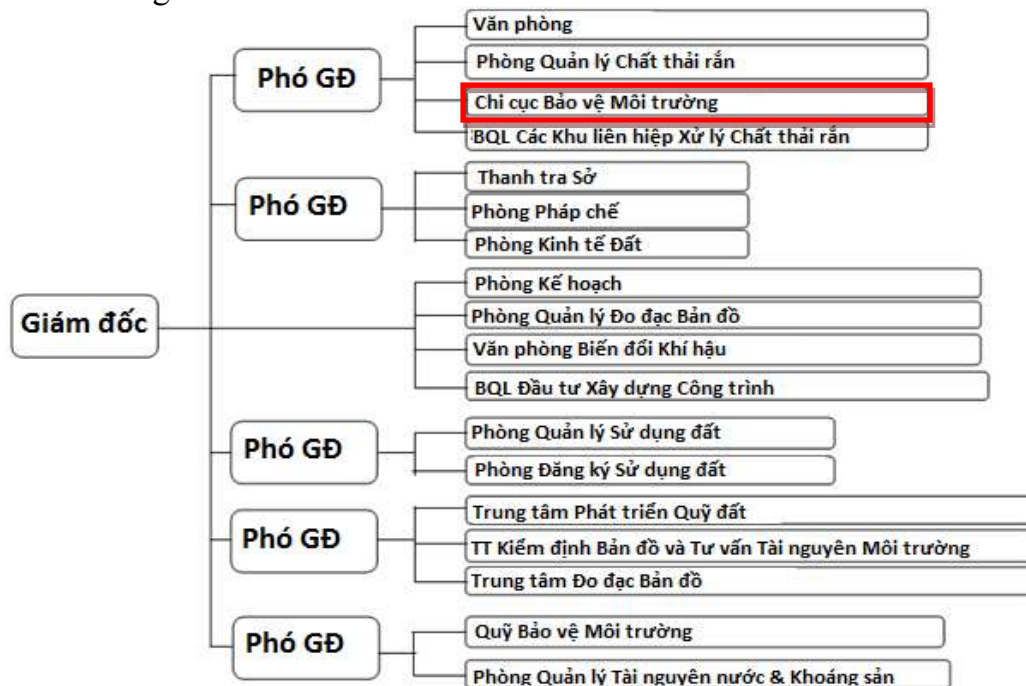 Giám đốc
Phó GĐ
Văn phòng
Phòng Quản lý Chất thải rắn
Chi cục Bảo vệ Môi trường
BQL Các Khu liên hiệp Xử lý Chất thải rắn
Phó GĐ
Thanh tra Sở
Phòng Pháp chế
Phòng Kinh tế Đất
Phòng Kế hoạch
Phòng Quản lý Đo đạc Bản đồ
Văn phòng Biến đổi Khí hậu
BQL Đầu tư Xây dựng Công trình
Phó GĐ
Phòng Quản lý Sử dụng đất
Phòng Đăng ký Sử dụng đất
Phó GĐ
Trung tâm Phát triển Quỹ đất
TT Kiểm định Bản đồ và Tư vấn Tài nguyên Môi trường
Trung tâm Đo đạc Bản đồ
Phó GĐ
Quỹ Bảo vệ Môi trường
Phòng Quản lý Tài nguyên nước & Khoáng sản